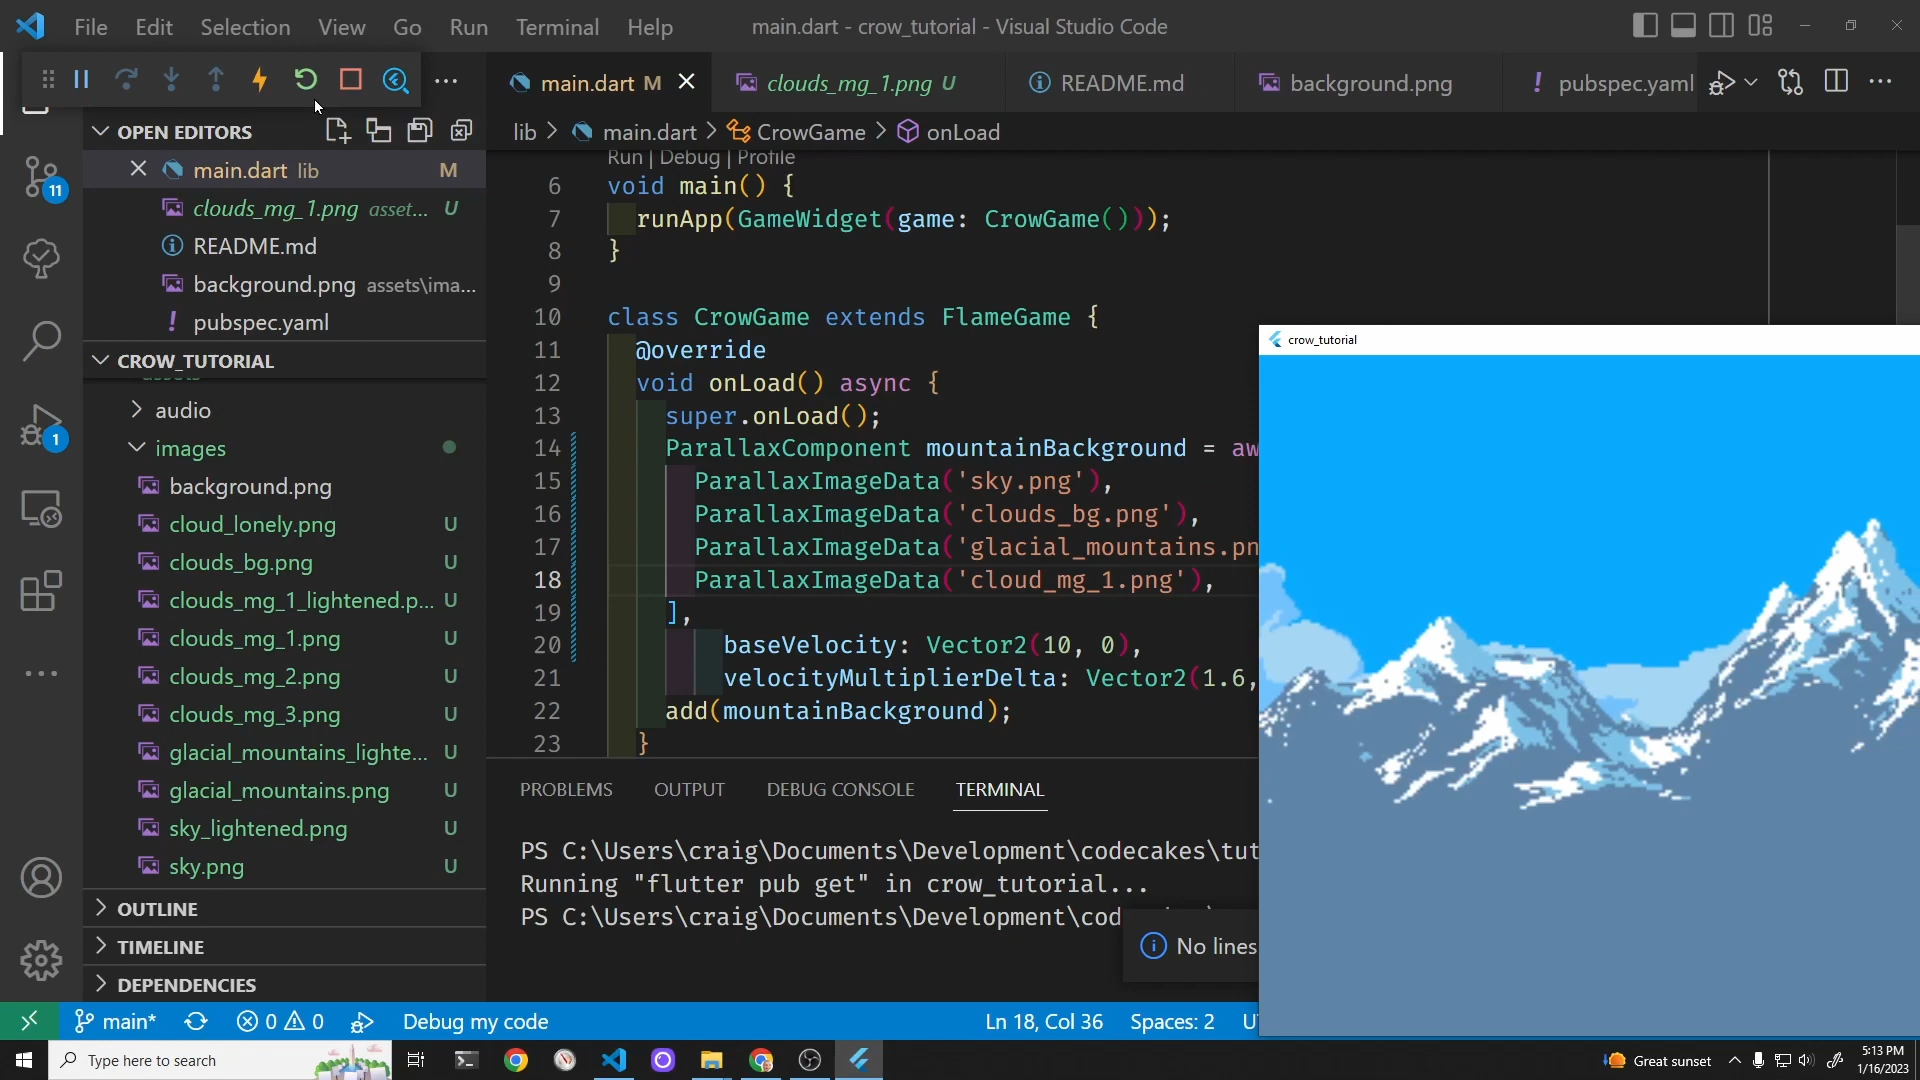 File Edit Selection View Go Run Terminal Help main.dart - crow_tutorial - Visual Studio Code
main.dart M clouds_mg_1.png U README.md background.png pubspec.yaml
OPEN EDITORS
lib main.dart CrowGame onLoad
main.dart lib M
clouds_mg_1.png asset... U
README.md
background.png assets\ima...
pubspec.yaml
CROW_TUTORIAL
assets
audio
images
background.png
cloud_lonely.png U
clouds_bg.png U
clouds_mg_1_lightened.p... U
clouds_mg_1.png U
clouds_mg_2.png U
clouds_mg_3.png U
glacial_mountains_lighte... U
glacial_mountains.png U
sky_lightened.png U
sky.png U
OUTLINE
TIMELINE
DEPENDENCIES
11
1
Run | Debug | Profile
6 void main() {
7 runApp(GameWidget(game: CrowGame()));
8 }
9
10 class CrowGame extends FlameGame {
11 @override
12 void onLoad() async {
13 super.onLoad();
14 ParallaxComponent mountainBackground = aw
15 ParallaxImageData('sky.png'),
16 ParallaxImageData('clouds_bg.png'),
17 ParallaxImageData('glacial_mountains.pn
18 ParallaxImageData('cloud_mg_1.png'),
19 ],
20 baseVelocity: Vector2(10, 0),
21 velocityMultiplierDelta: Vector2(1.6,
22 add(mountainBackground);
23 }
PROBLEMS OUTPUT DEBUG CONSOLE TERMINAL
PS C:\Users\craig\Documents\Development\codecakes\tut
Running "flutter pub get" in crow_tutorial...
PS C:\Users\craig\Documents\Development\cod
No lines
crow_tutorial
main* 0 0 Debug my code Ln 18, Col 36 Spaces: 2
Type here to search
Great sunset
5:13 PM
1/16/2023